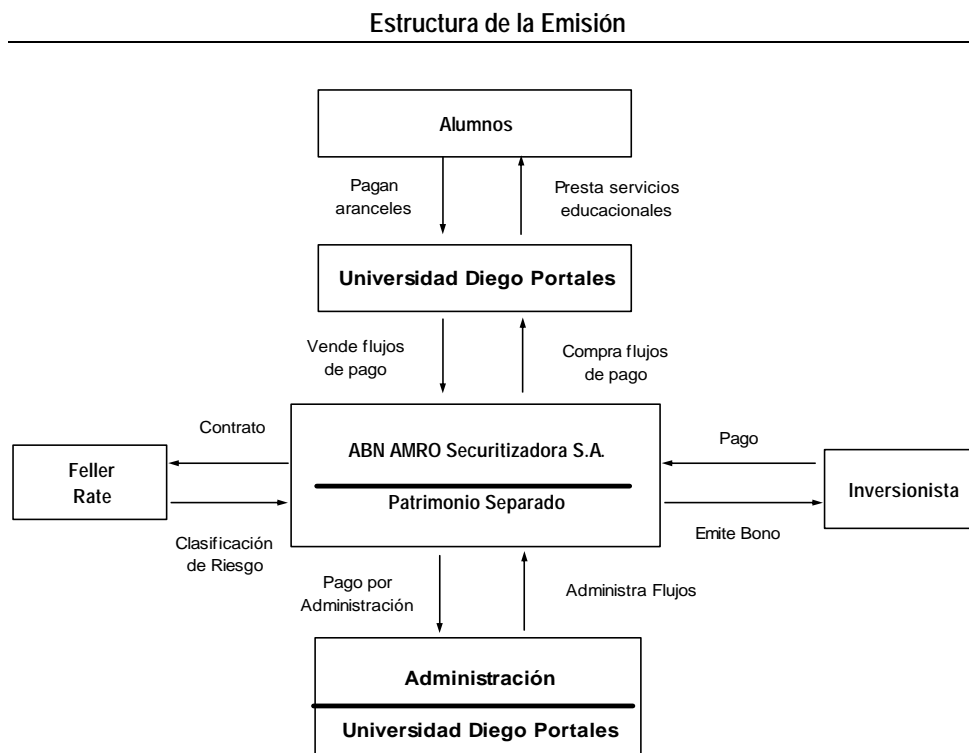 Estructura de la Emisión
Alumnos
Pagan
aranceles
Presta servicios
educacionales
Universidad Diego Portales
Vende flujos
de pago
Compra flujos
de pago
Contrato
ABN AMRO Securitizadora S.A.
Pago
Feller
Rate
Patrimonio Separado
Inversionista
Clasificación
de Riesgo
Emite Bono
Pago por
Administración
Administra Flujos
Administración
Universidad Diego Portales